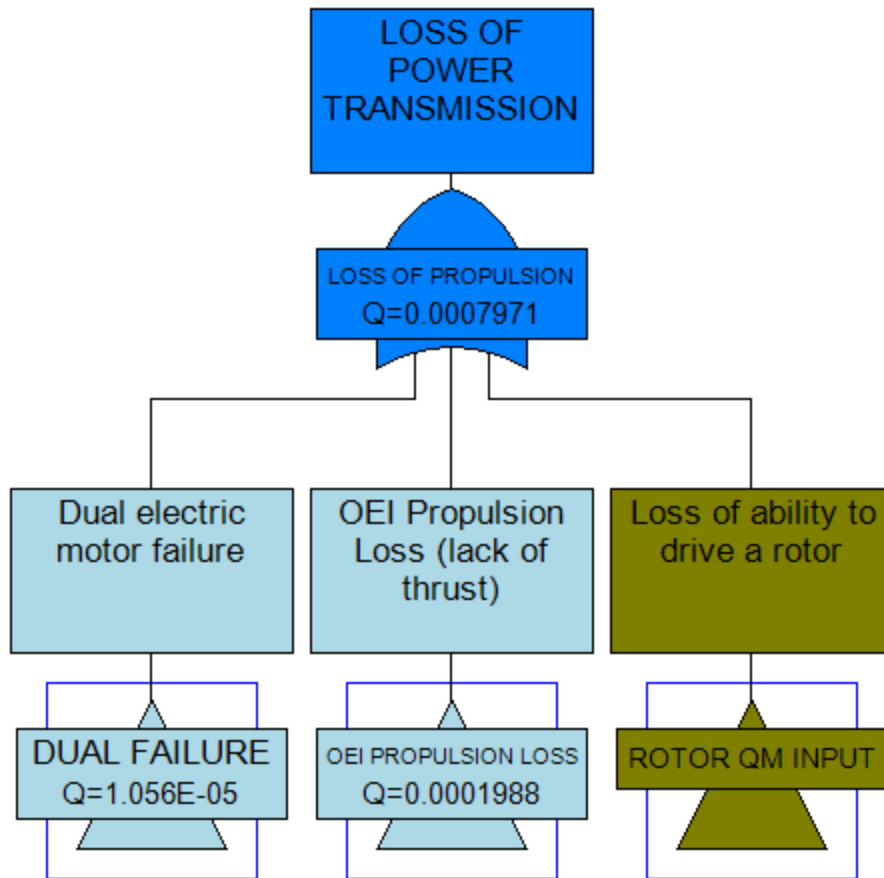 LOSS OF
POWER
TRANSMISSION
LOSS OF PROPULSION
Q=0.0007971
Dual electric
motor failure
OEI Propulsion
Loss (lack of
thrust)
Loss of ability to
drive a rotor
DUAL FAILURE
Q=1.056E-05
OEI PROPULSION LOSS
Q=0.0001988
ROTOR QM INPUT